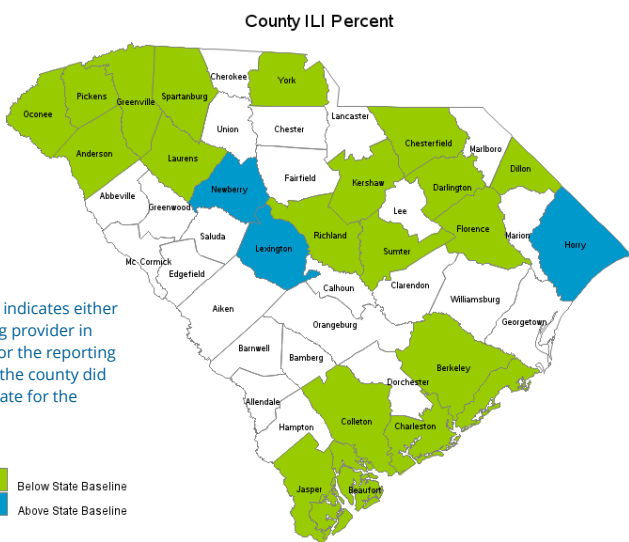 County ILI Percent
Cherokee
York
Pickens
Spartanburg
Greenville
Oconee
Lancaster
Union
Chester
Chesterfield
Marlboro
Anderson
Laurens
Dillon
Fairfield
Kershaw
Darlington
Newberry
Abbeville
Greenwood
Lee
Florence
Marion
Saluda
Richland
Horry
Lexington
Sumter
Mc Cormick
Edgefield
Calhoun
Clarendon
Williamsburg
Aiken
Georgetown
Orangeburg
Barnwell
Bamberg
Berkeley
Dorchester
Allendale
Colleton
Charleston
Hampton
Jasper
Beaufort
indicates either
g provider in
or the reporting
the county did
ate for the
Below State Baseline
Above State Baseline